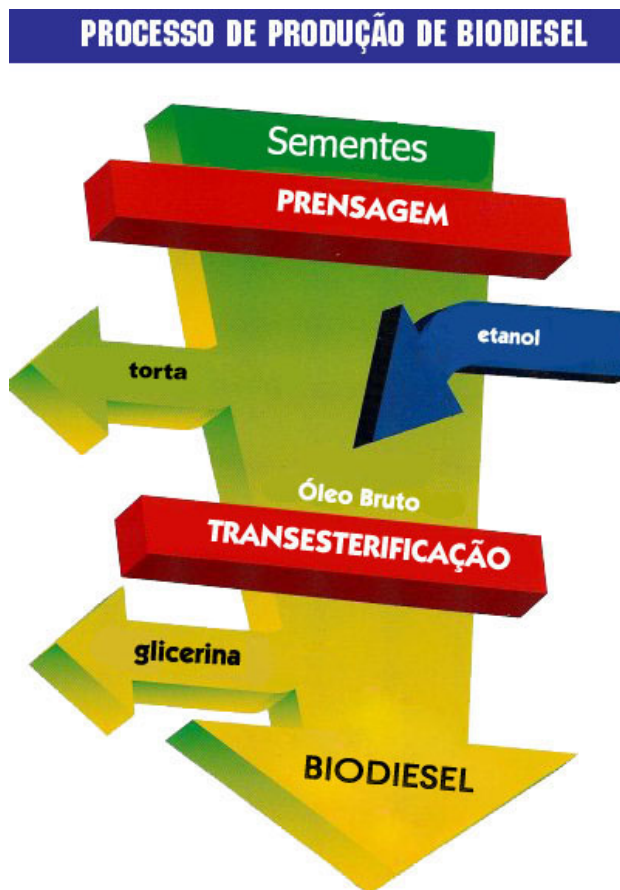 PROCESSO DE PRODUÇÃO DE BIODIESEL
Sementes
PRENSAGEM
etanol
torta
Óleo Bruto
TRANSESTERIFICAÇÃO
glicerina
BIODIESEL